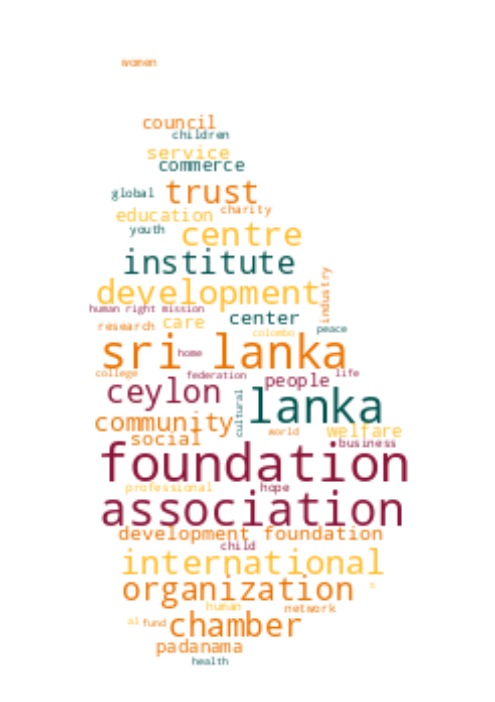 women
council
children
service
commerce
global trust
education charity
youth centre
institute
development
industry
human right mission
research care center
colombo peace
sri lanka
home
college federation people life
ceylon lanka
cultural
community
social world welfare
business
foundation
professional hope
association
development foundation
child
international
organization s
human network
al fund chamber
padanama
health